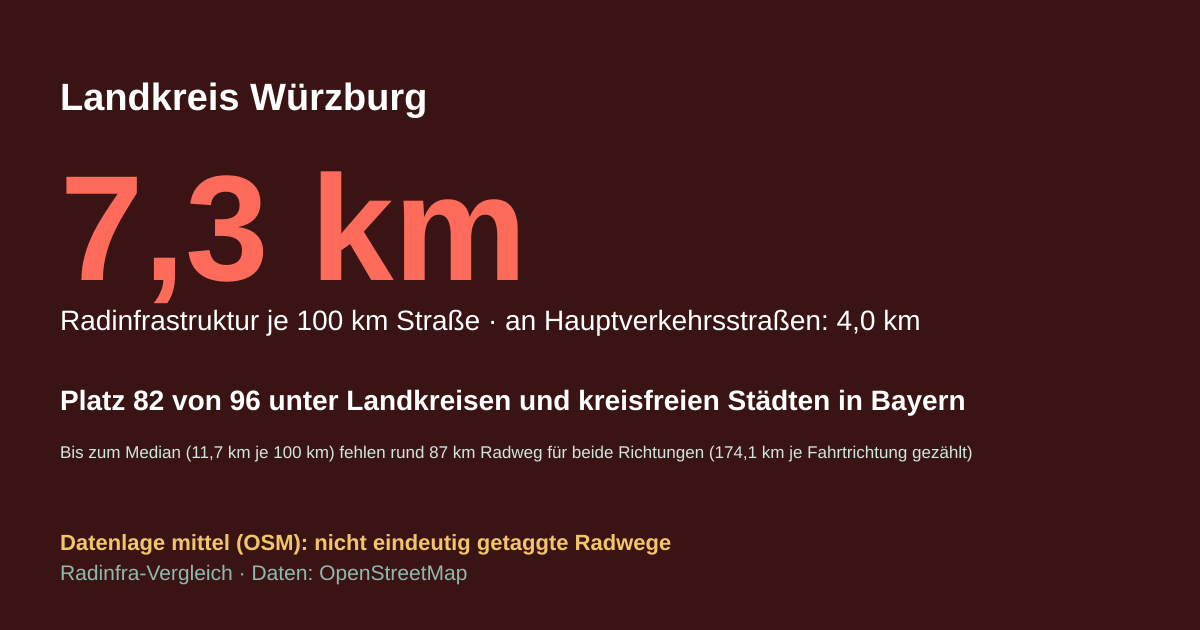 Landkreis Würzburg
7,3 km
Radinfrastruktur je 100 km Straße · an Hauptverkehrsstraßen: 4,0 km
Platz 82 von 96 unter Landkreisen und kreisfreien Städten in Bayern
Bis zum Median (11,7 km je 100 km) fehlen rund 87 km Radweg für beide Richtungen (174,1 km je Fahrtrichtung gezählt)
Datenlage mittel (OSM): nicht eindeutig getaggte Radwege
Radinfra-Vergleich · Daten: OpenStreetMap